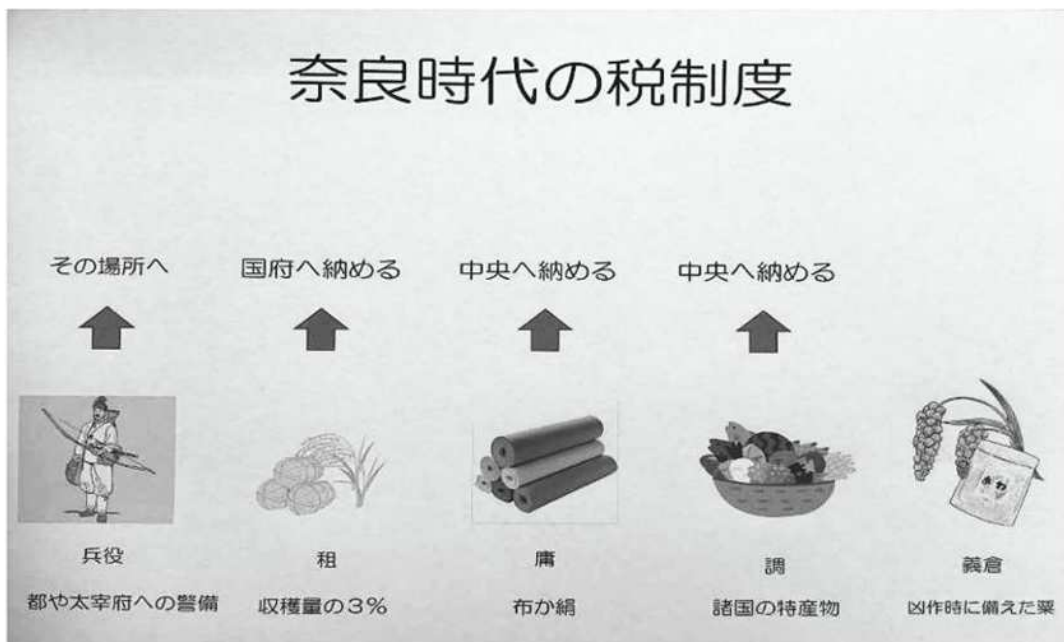 奈良時代の税制度
その場所へ 国府へ納める 中央へ納める 中央へ納める
あわ
兵役 租 庸 調 義倉
都や太宰府への警備 収穫量の3% 布か絹 諸国の特産物 凶作時に備えた粟